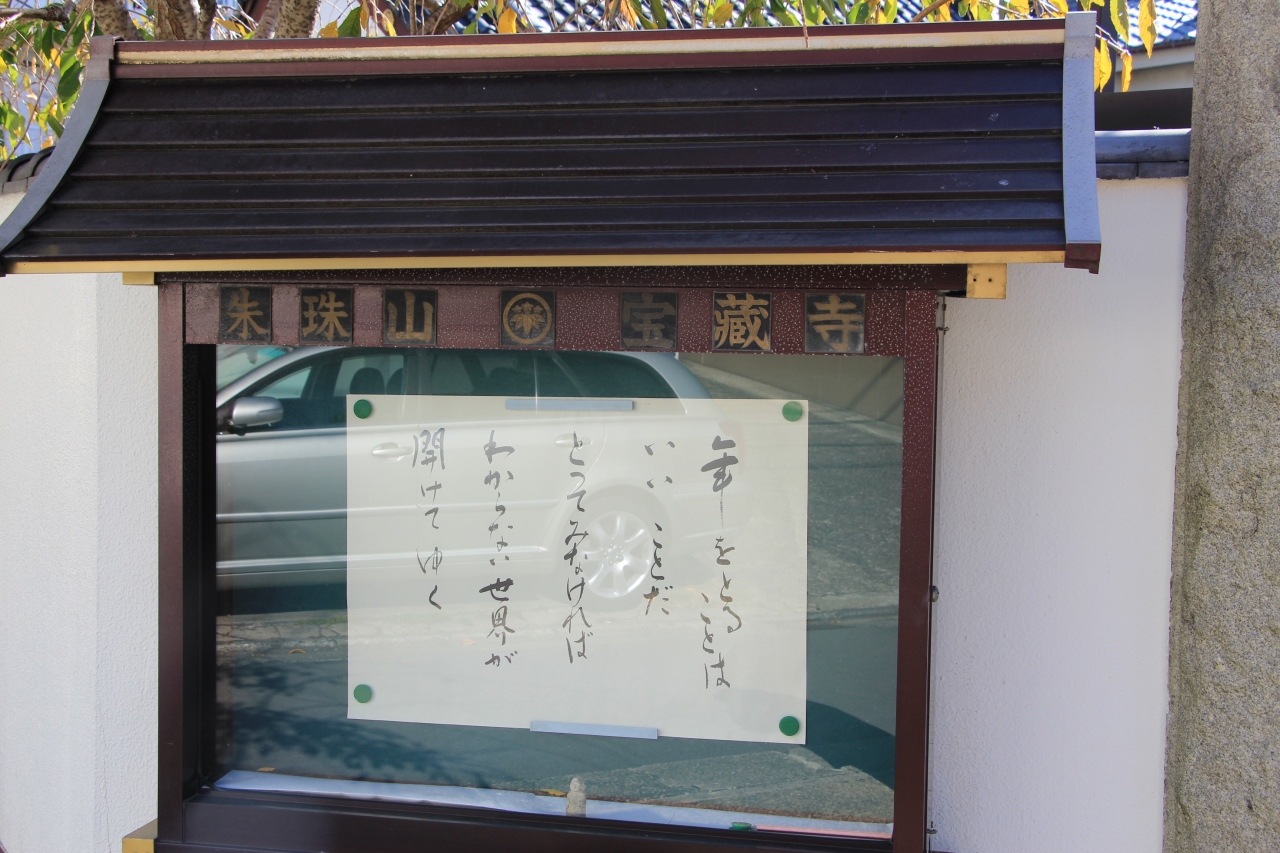 朱珠山 宝蔵寺
年をとることは
いいことだ
とってみなければ
わからない世界が
開けてゆく